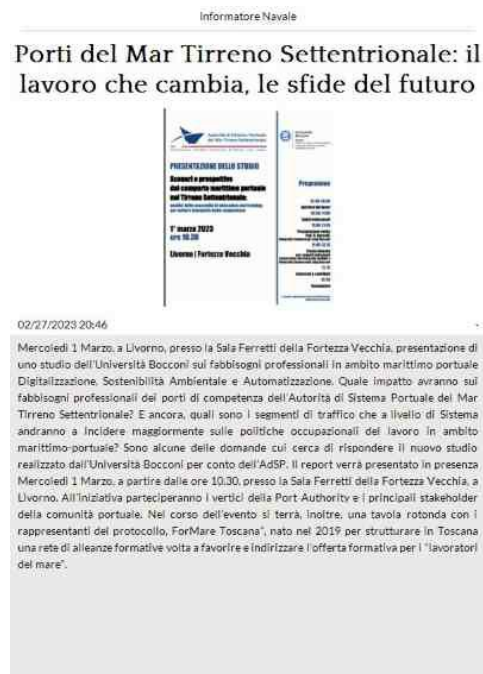 Informatore Navale
Porti del Mar Tirreno Settentrionale: il
lavoro che cambia, le sfide del futuro
PRESENTAZIONE DELLO STUDIO
Scenari e prospettive
del comparto marittimo portuale
nel Tirreno Settentrionale:
1° marzo 2023
ore 10.30
Livorno | Fortezza Vecchia
Programma
02/27/2023 20:46
Mercoledì 1 Marzo, a Livorno, presso la Sala Ferretti della Fortezza Vecchia, presentazione di
uno studio dell'Università Bocconi sui fabbisogni professionali in ambito marittimo portuale
Digitalizzazione, Sostenibilità Ambientale e Automatizzazione. Quale impatto avranno sui
fabbisogni professionali dei porti di competenza dell'Autorità di Sistema Portuale del Mar
Tirreno Settentrionale? E ancora, quali sono i segmenti di traffico che a livello di Sistema
andranno a incidere maggiormente sulle politiche occupazionali del lavoro in ambito
marittimo-portuale? Sono alcune delle domande cui cerca di rispondere il nuovo studio
realizzato dall'Università Bocconi per conto dell'AdSP. Il report verrà presentato in presenza
Mercoledì 1 Marzo, a partire dalle ore 10.30, presso la Sala Ferretti della Fortezza Vecchia, a
Livorno. All'iniziativa parteciperanno i vertici della Port Authority e i principali stakeholder
della comunità portuale. Nel corso dell'evento si terrà, inoltre, una tavola rotonda con i
rappresentanti del protocollo, ForMare Toscana", nato nel 2019 per strutturare in Toscana
una rete di alleanze formative volta a favorire e indirizzare l'offerta formativa per i "lavoratori
del mare".